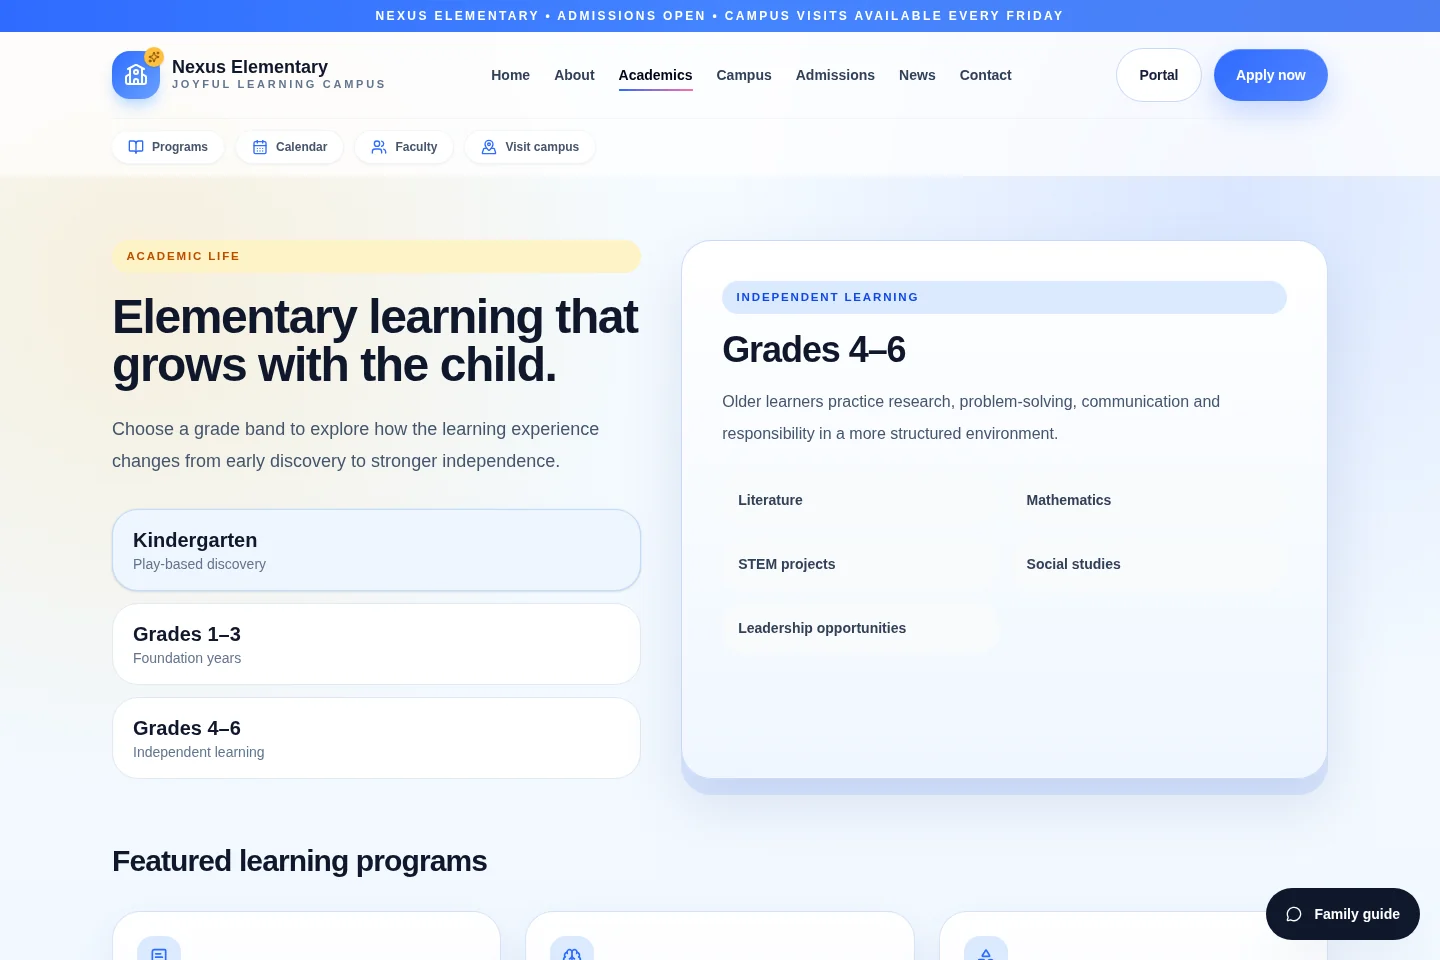 NEXUS ELEMENTARY • ADMISSIONS OPEN • CAMPUS VISITS AVAILABLE EVERY FRIDAY
Nexus Elementary
JOYFUL LEARNING CAMPUS
Home
About
Academics
Campus
Admissions
News
Contact
Portal
Apply now
Programs
Calendar
Faculty
Visit campus
ACADEMIC LIFE
Elementary learning that
grows with the child.
Choose a grade band to explore how the learning experience
changes from early discovery to stronger independence.
Kindergarten
Play-based discovery
Grades 1–3
Foundation years
Grades 4–6
Independent learning
INDEPENDENT LEARNING
Grades 4–6
Older learners practice research, problem-solving, communication and
responsibility in a more structured environment.
Literature
Mathematics
STEM projects
Social studies
Leadership opportunities
Featured learning programs
Family guide